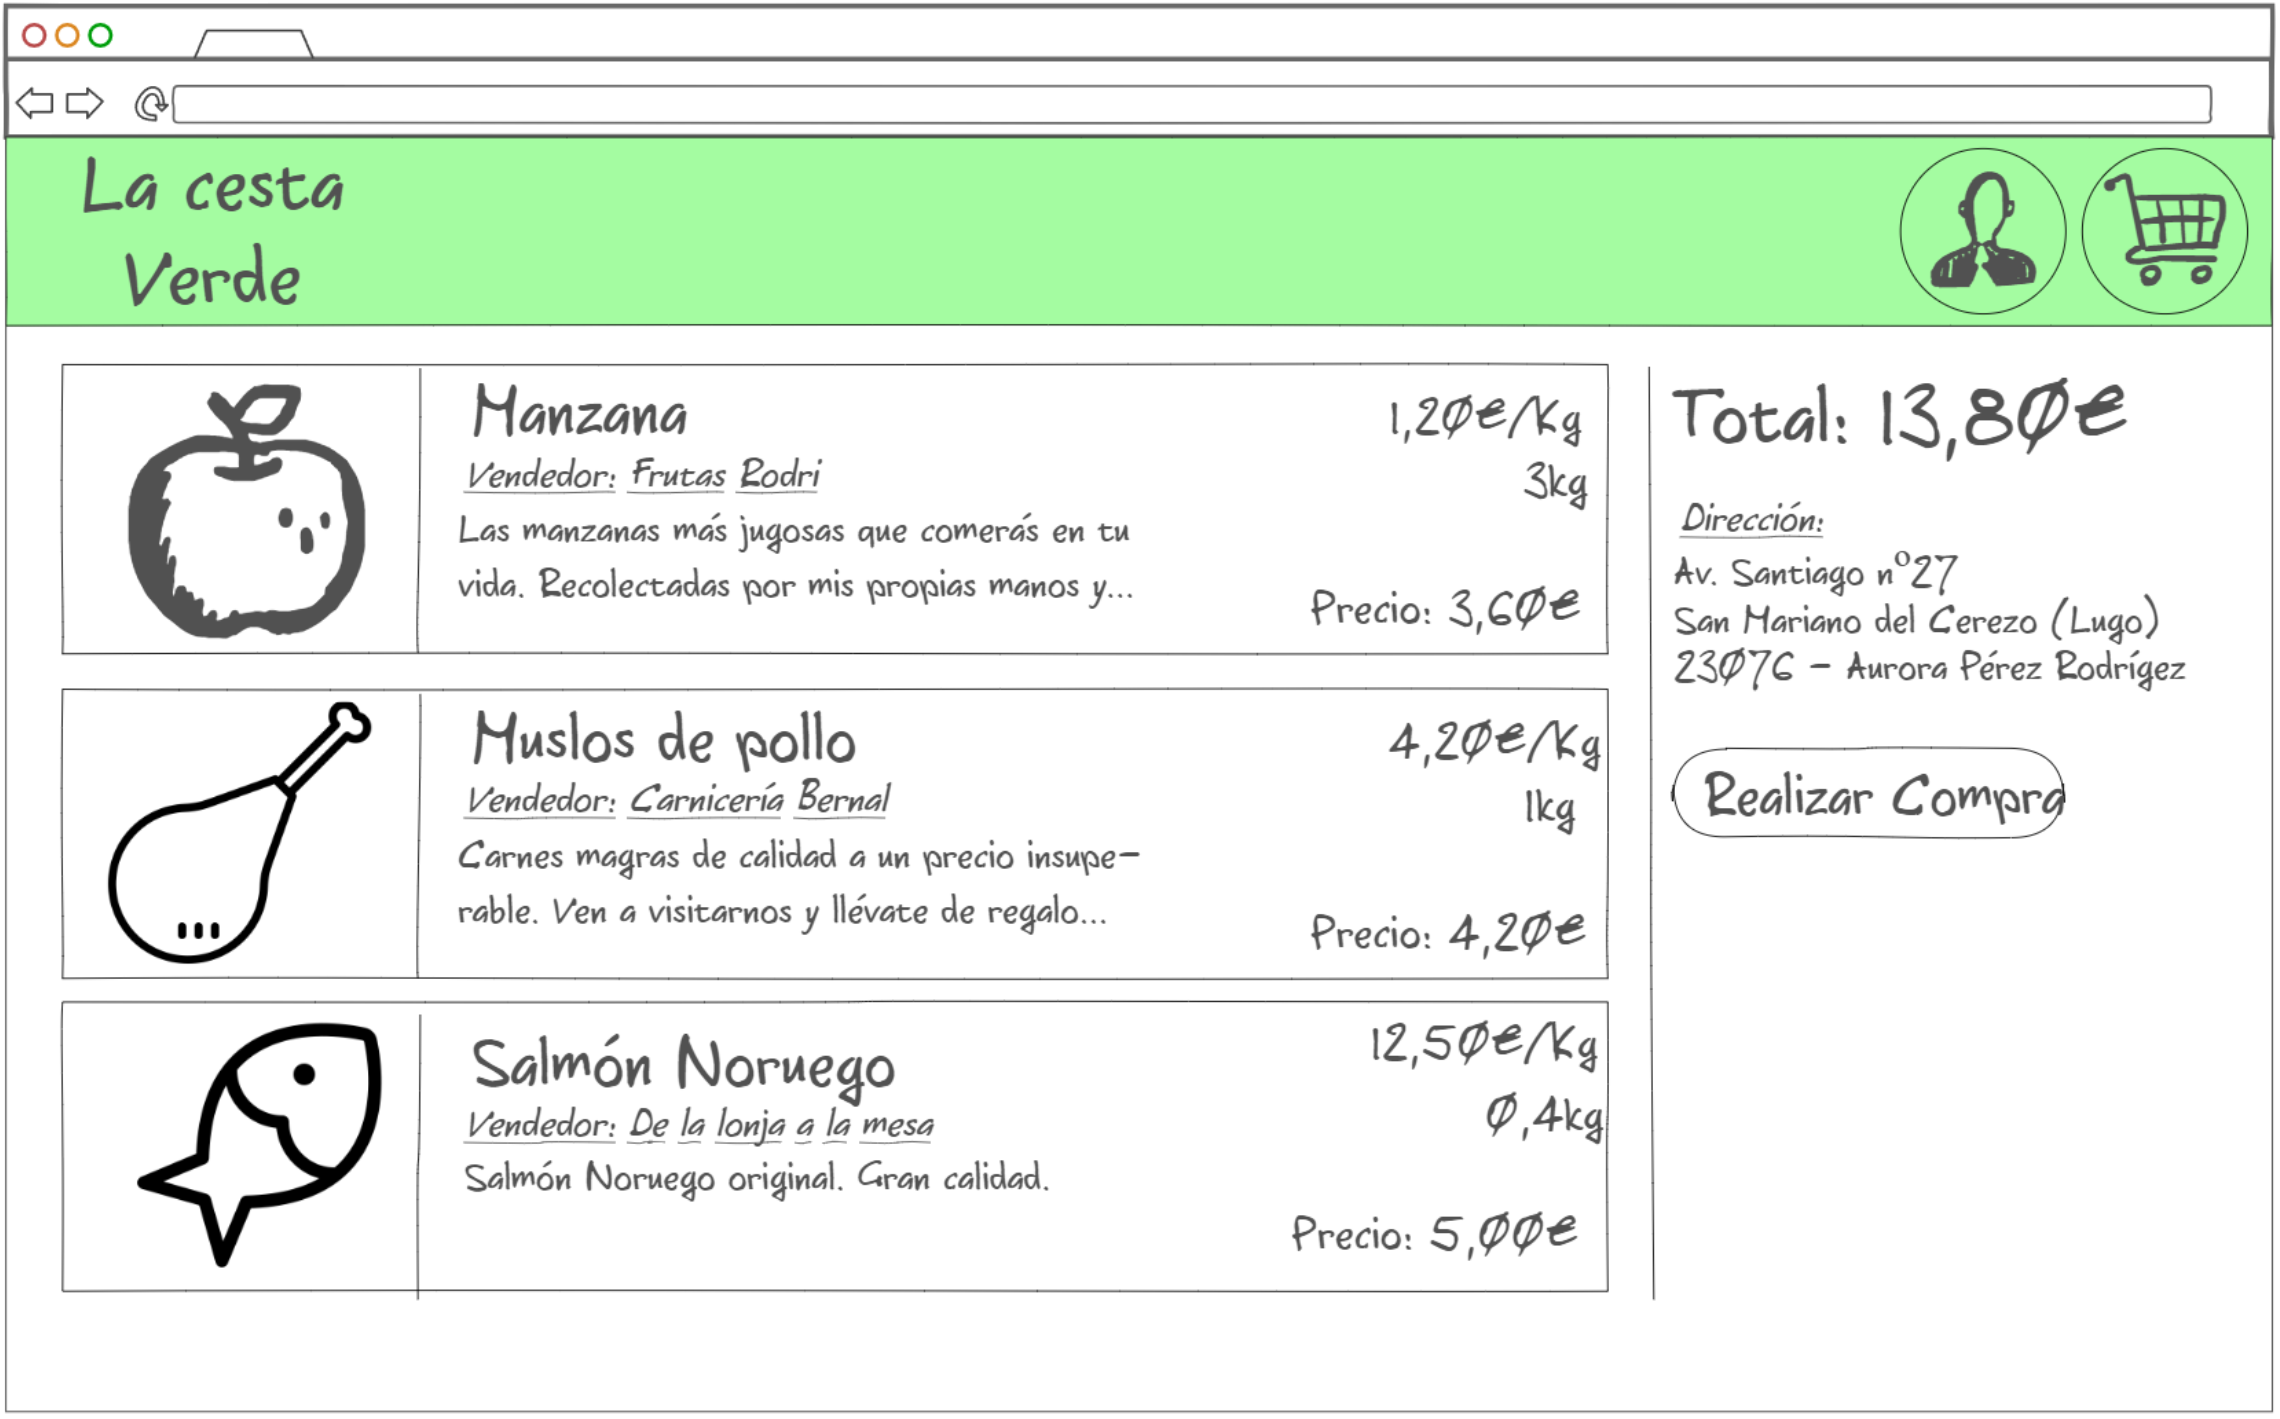 La cesta
Verde
Manzana
1,20€/Kg
Vendedor: Frutas Rodri
3kg
Las manzanas más jugosas que comerás en tu
vida. Recolectadas por mis propias manos y...
Precio: 3,60€
Muslos de pollo
4,20€/Kg
Vendedor: Carnicería Bernal
1kg
Carnes magras de calidad a un precio insupe-
rable. Ven a visitarnos y llévate de regalo...
Precio: 4,20€
Salmón Noruego
12,50€/Kg
Vendedor: De la lonja a la mesa
0,4kg
Salmón Noruego original. Gran calidad.
Precio: 5,00€
Total: 13,80€
Dirección:
Av. Santiago nº27
San Mariano del Cerezo (Lugo)
23076 - Aurora Pérez Rodrígez
Realizar Compra